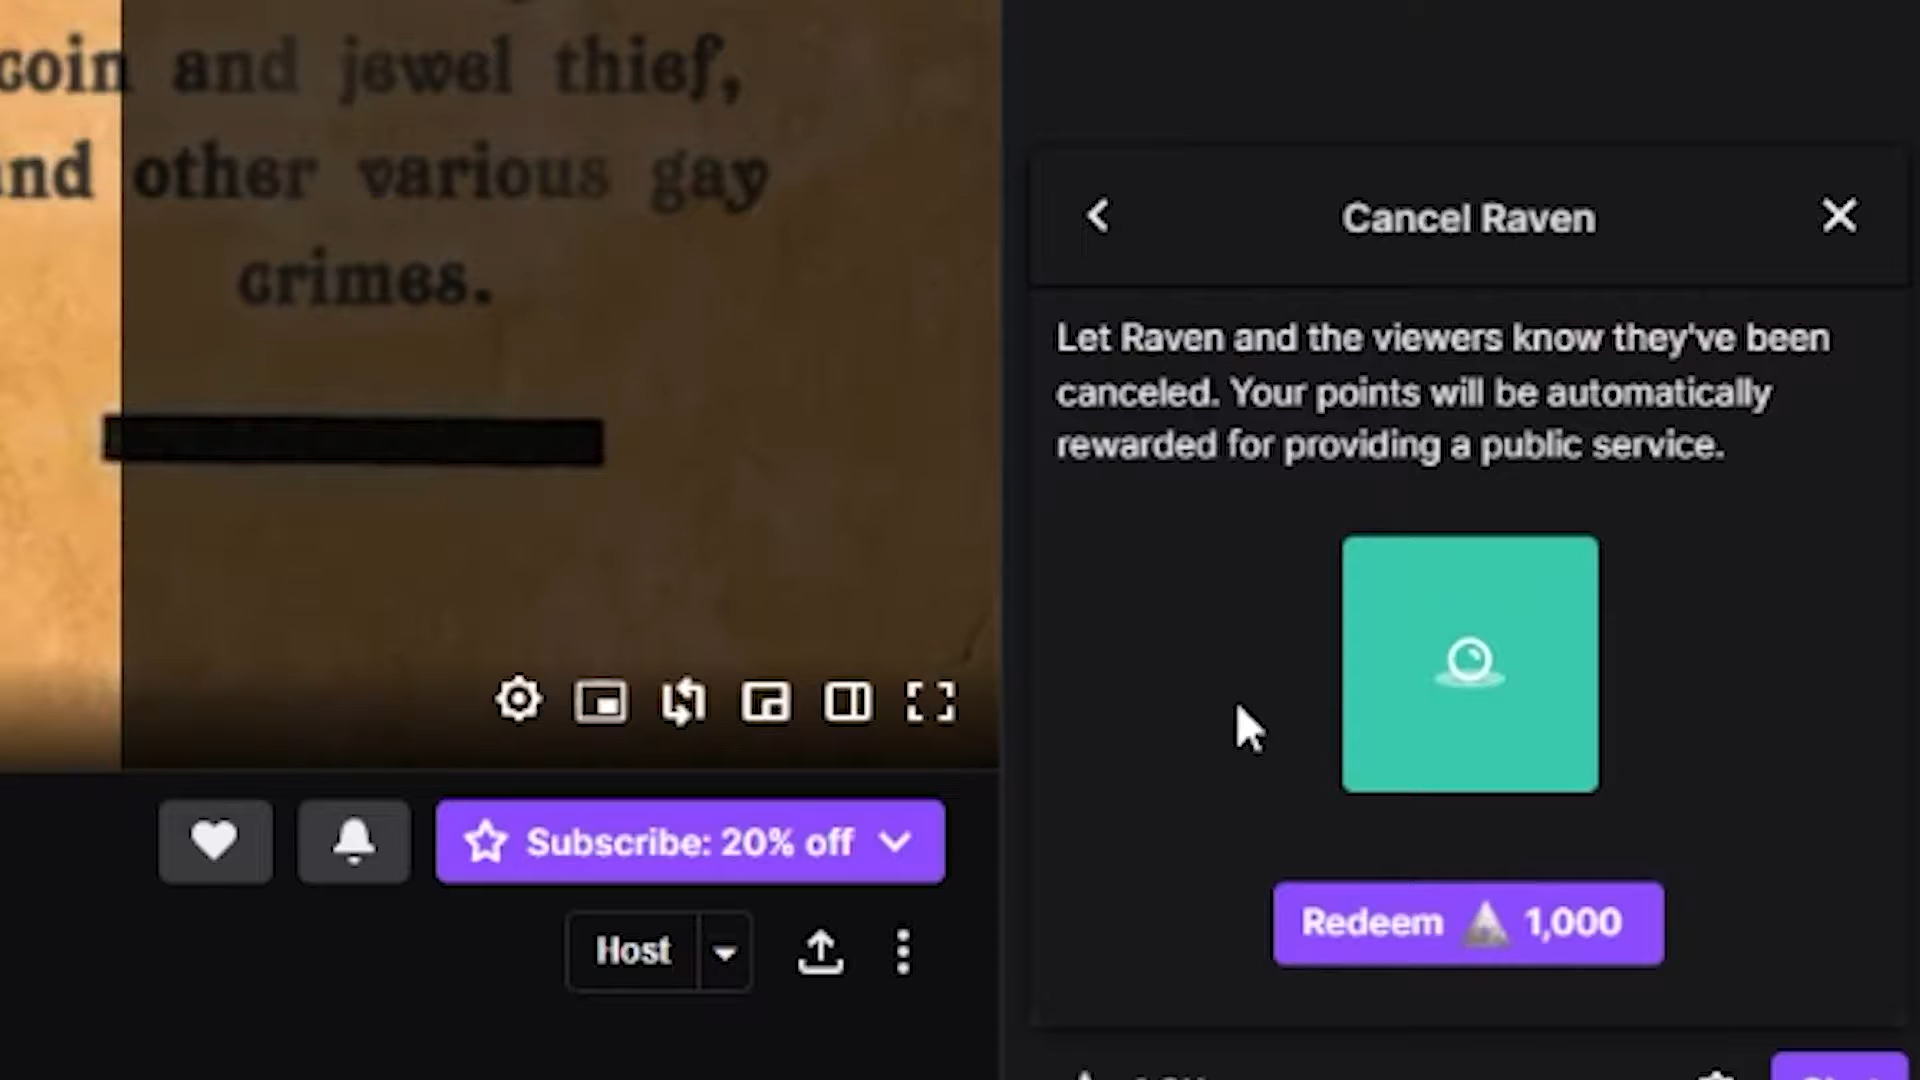 coin and jewel thief,
and other various gay
crimes.
Cancel Raven
Let Raven and the viewers know they've been
canceled. Your points will be automatically
rewarded for providing a public service.
Redeem 1,000
Subscribe: 20% off
Host